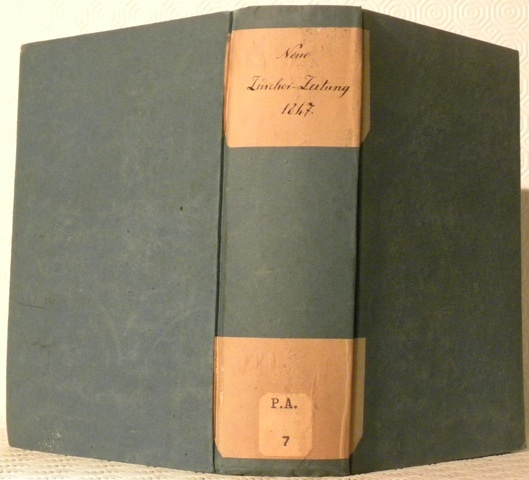 Neue
Zürcher-Zeitung
1847.
P.A.
7